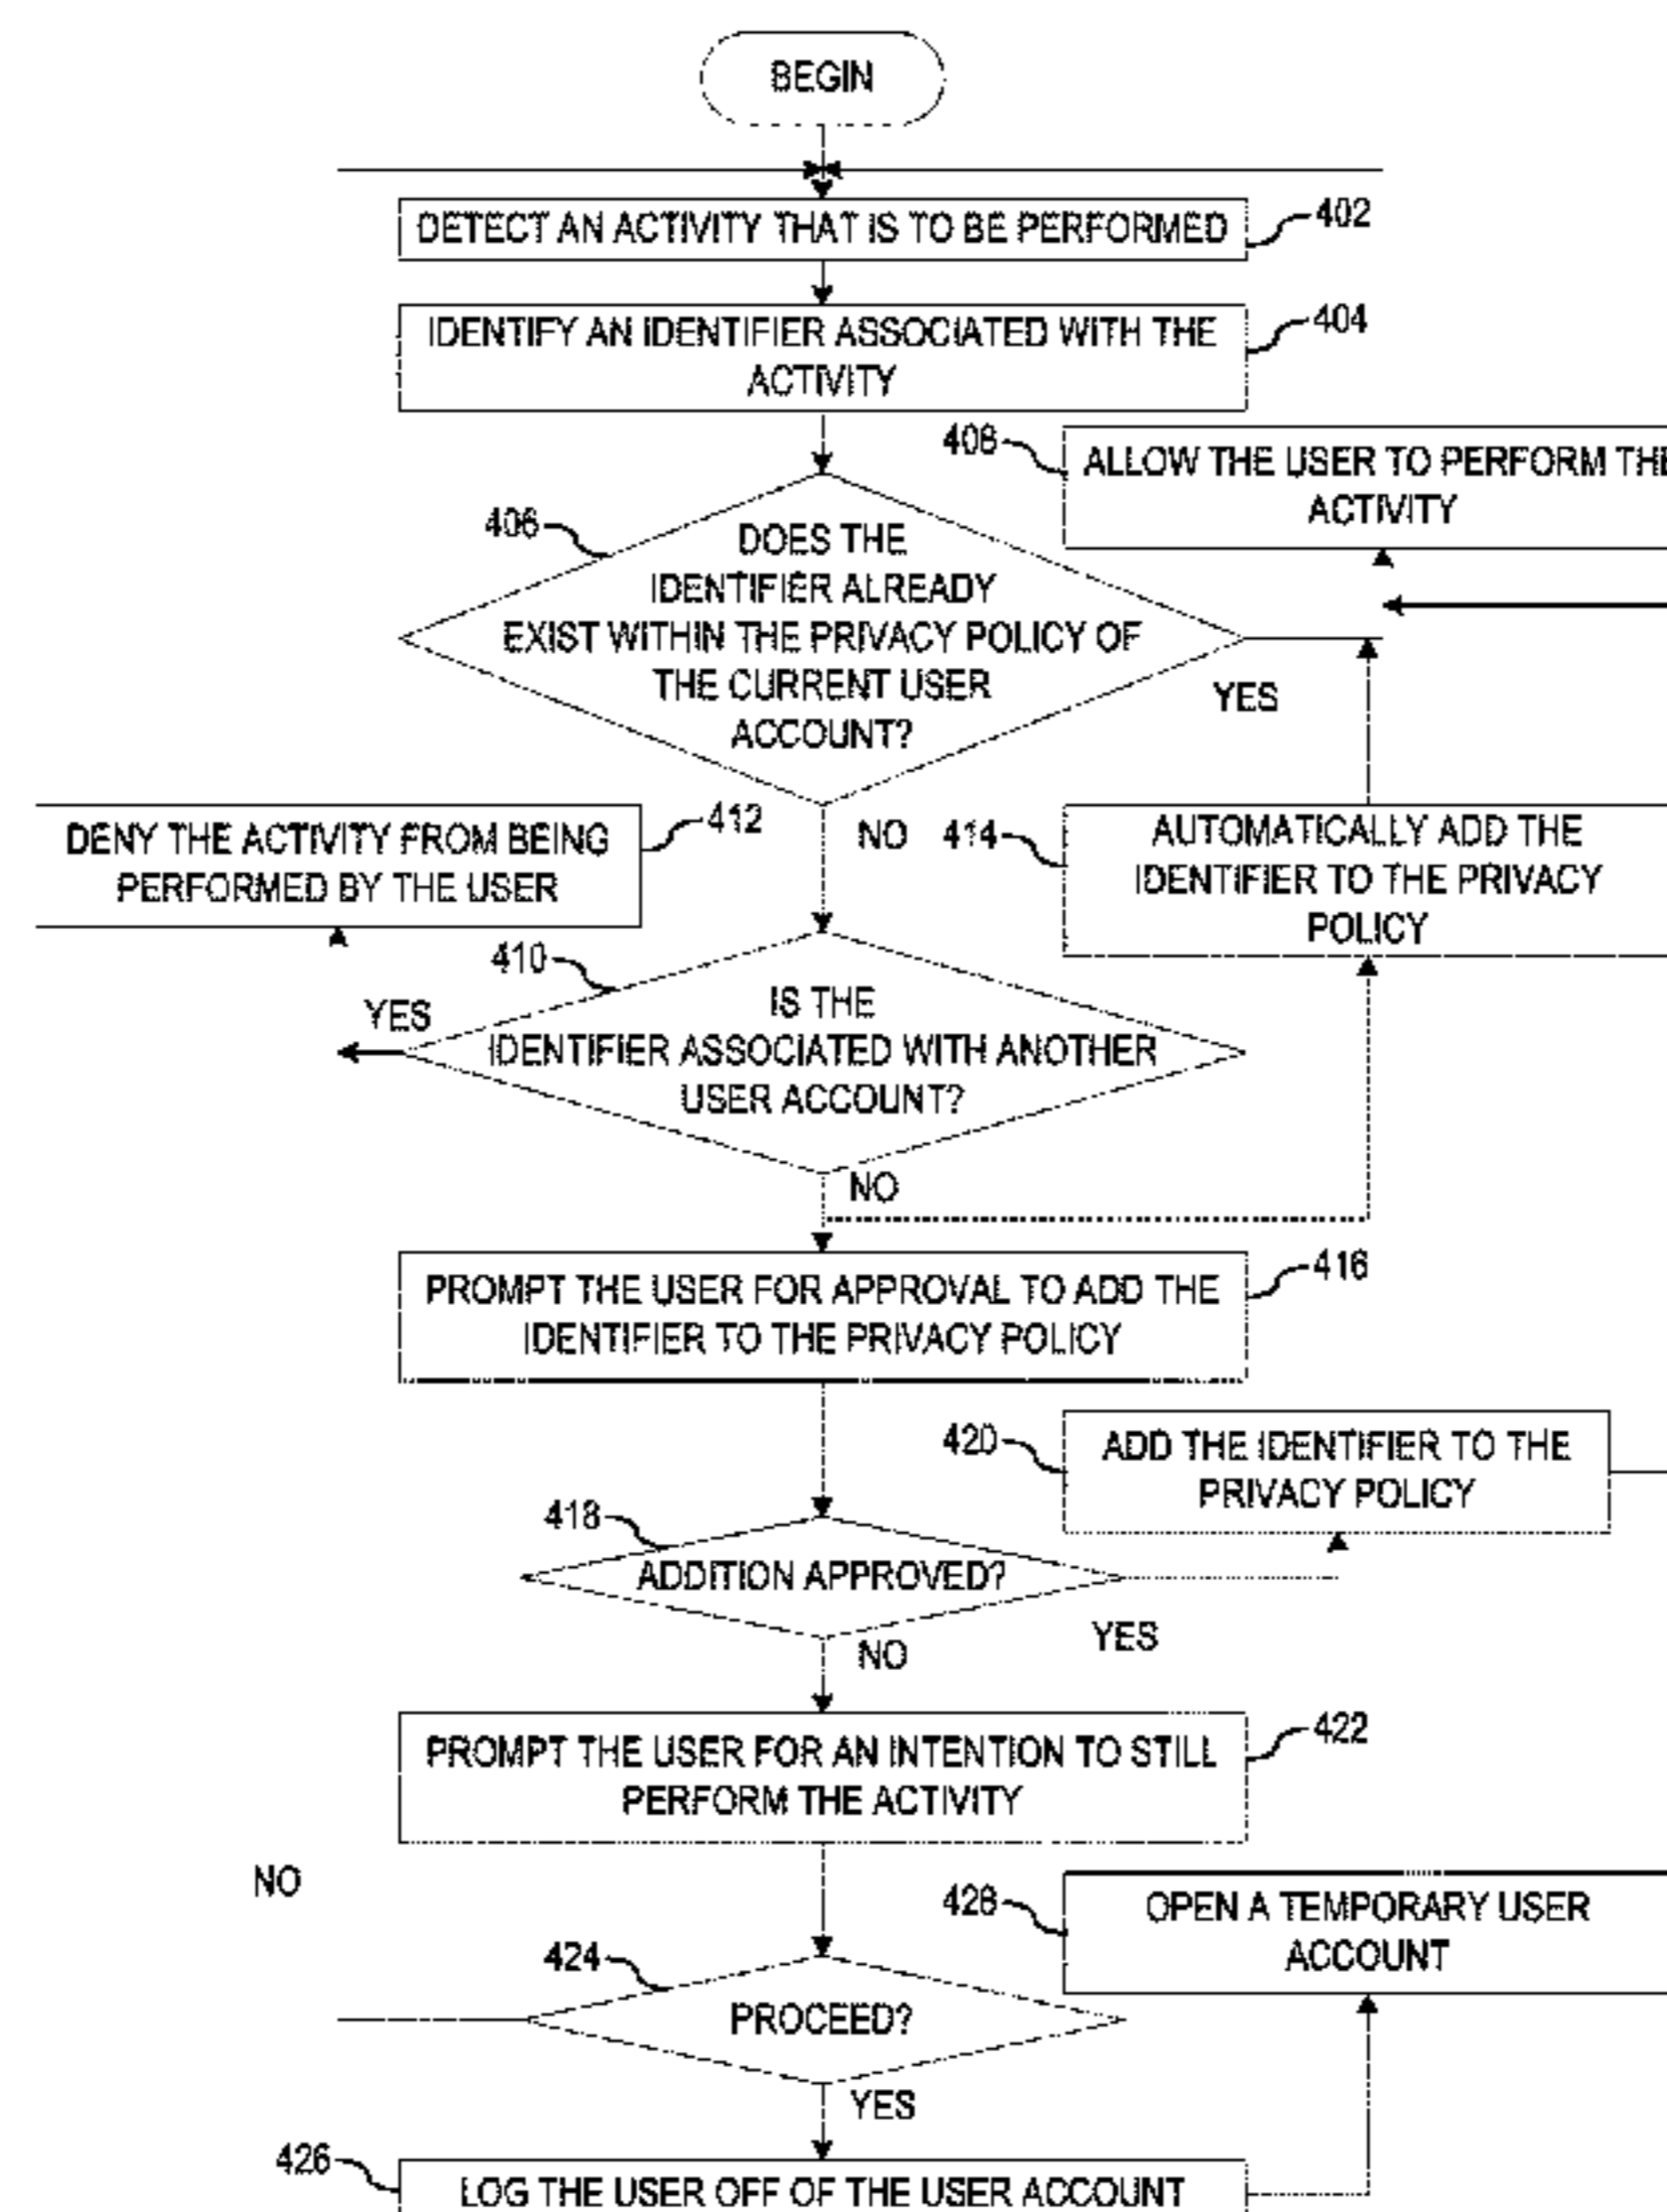 BEGIN
DETECT AN ACTIVITY THAT IS TO BE PERFORMED
402
IDENTIFY AN IDENTIFIER ASSOCIATED WITH THE
ACTIVITY
404
408
ALLOW THE USER TO PERFORM THE
ACTIVITY
406
DOES THE
IDENTIFIER ALREADY
EXIST WITHIN THE PRIVACY POLICY OF
THE CURRENT USER
ACCOUNT?
YES
NO
DENY THE ACTIVITY FROM BEING
PERFORMED BY THE USER
412
414
AUTOMATICALLY ADD THE
IDENTIFIER TO THE PRIVACY
POLICY
410
IS THE
IDENTIFIER ASSOCIATED WITH ANOTHER
USER ACCOUNT?
YES
NO
PROMPT THE USER FOR APPROVAL TO ADD THE
IDENTIFIER TO THE PRIVACY POLICY
416
420
ADD THE IDENTIFIER TO THE
PRIVACY POLICY
418
ADDITION APPROVED?
YES
NO
PROMPT THE USER FOR AN INTENTION TO STILL
PERFORM THE ACTIVITY
422
NO
428
OPEN A TEMPORARY USER
ACCOUNT
424
PROCEED?
YES
426
LOG THE USER OFF OF THE USER ACCOUNT